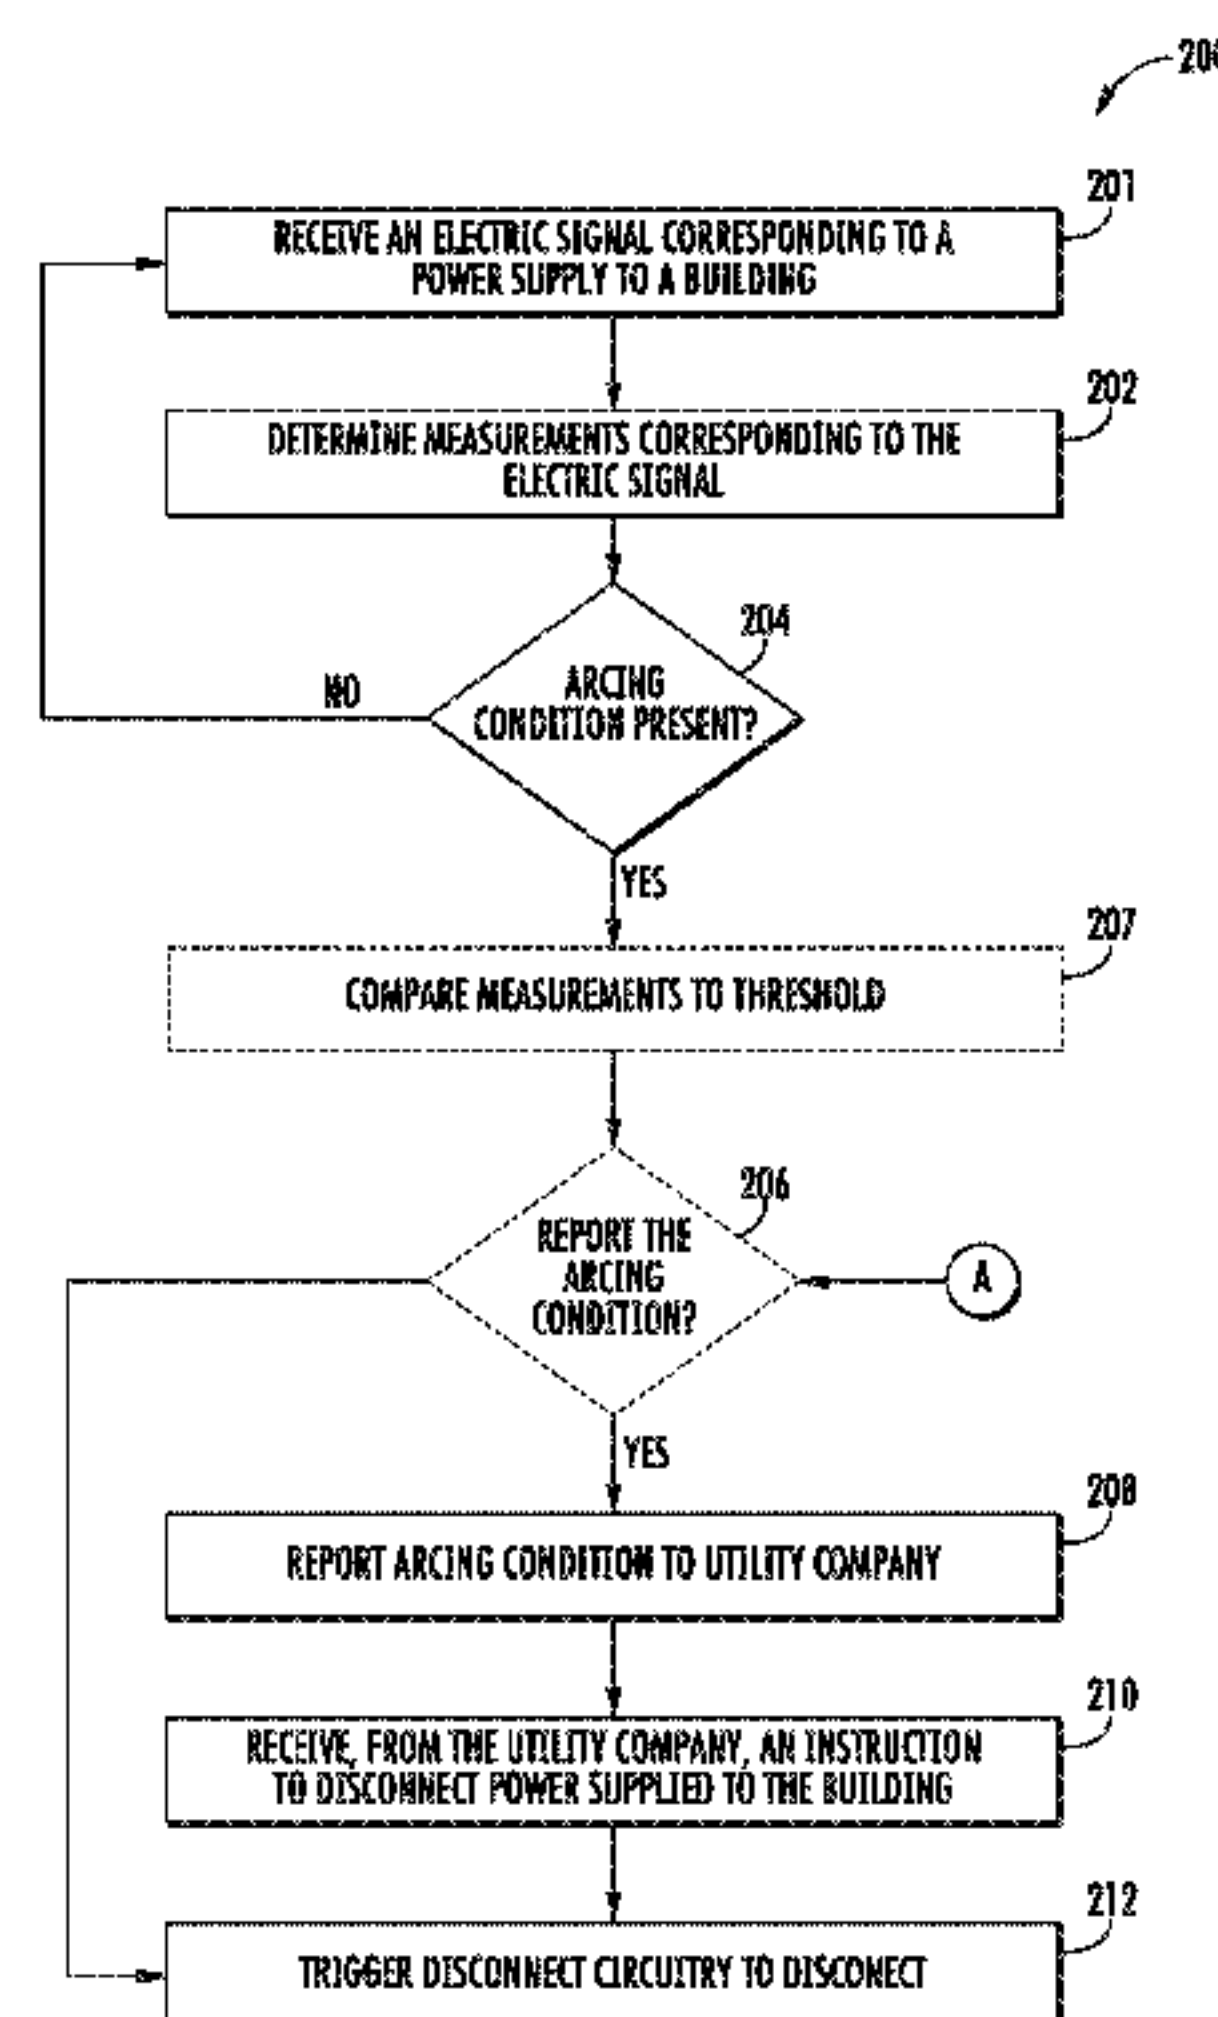 201
RECEIVE AN ELECTRIC SIGNAL CORRESPONDING TO A
POWER SUPPLY TO A BUILDING
202
DETERMINE MEASUREMENTS CORRESPONDING TO THE
ELECTRIC SIGNAL
204
ARCING
CONDITION PRESENT?
NO
YES
207
COMPARE MEASUREMENTS TO THRESHOLD
206
REPORT THE
ARCING
CONDITION?
A
YES
208
REPORT ARCING CONDITION TO UTILITY COMPANY
210
RECEIVE, FROM THE UTILITY COMPANY, AN INSTRUCTION
TO DISCONNECT POWER SUPPLIED TO THE BUILDING
212
TRIGGER DISCONNECT CIRCUITRY TO DISCONECT